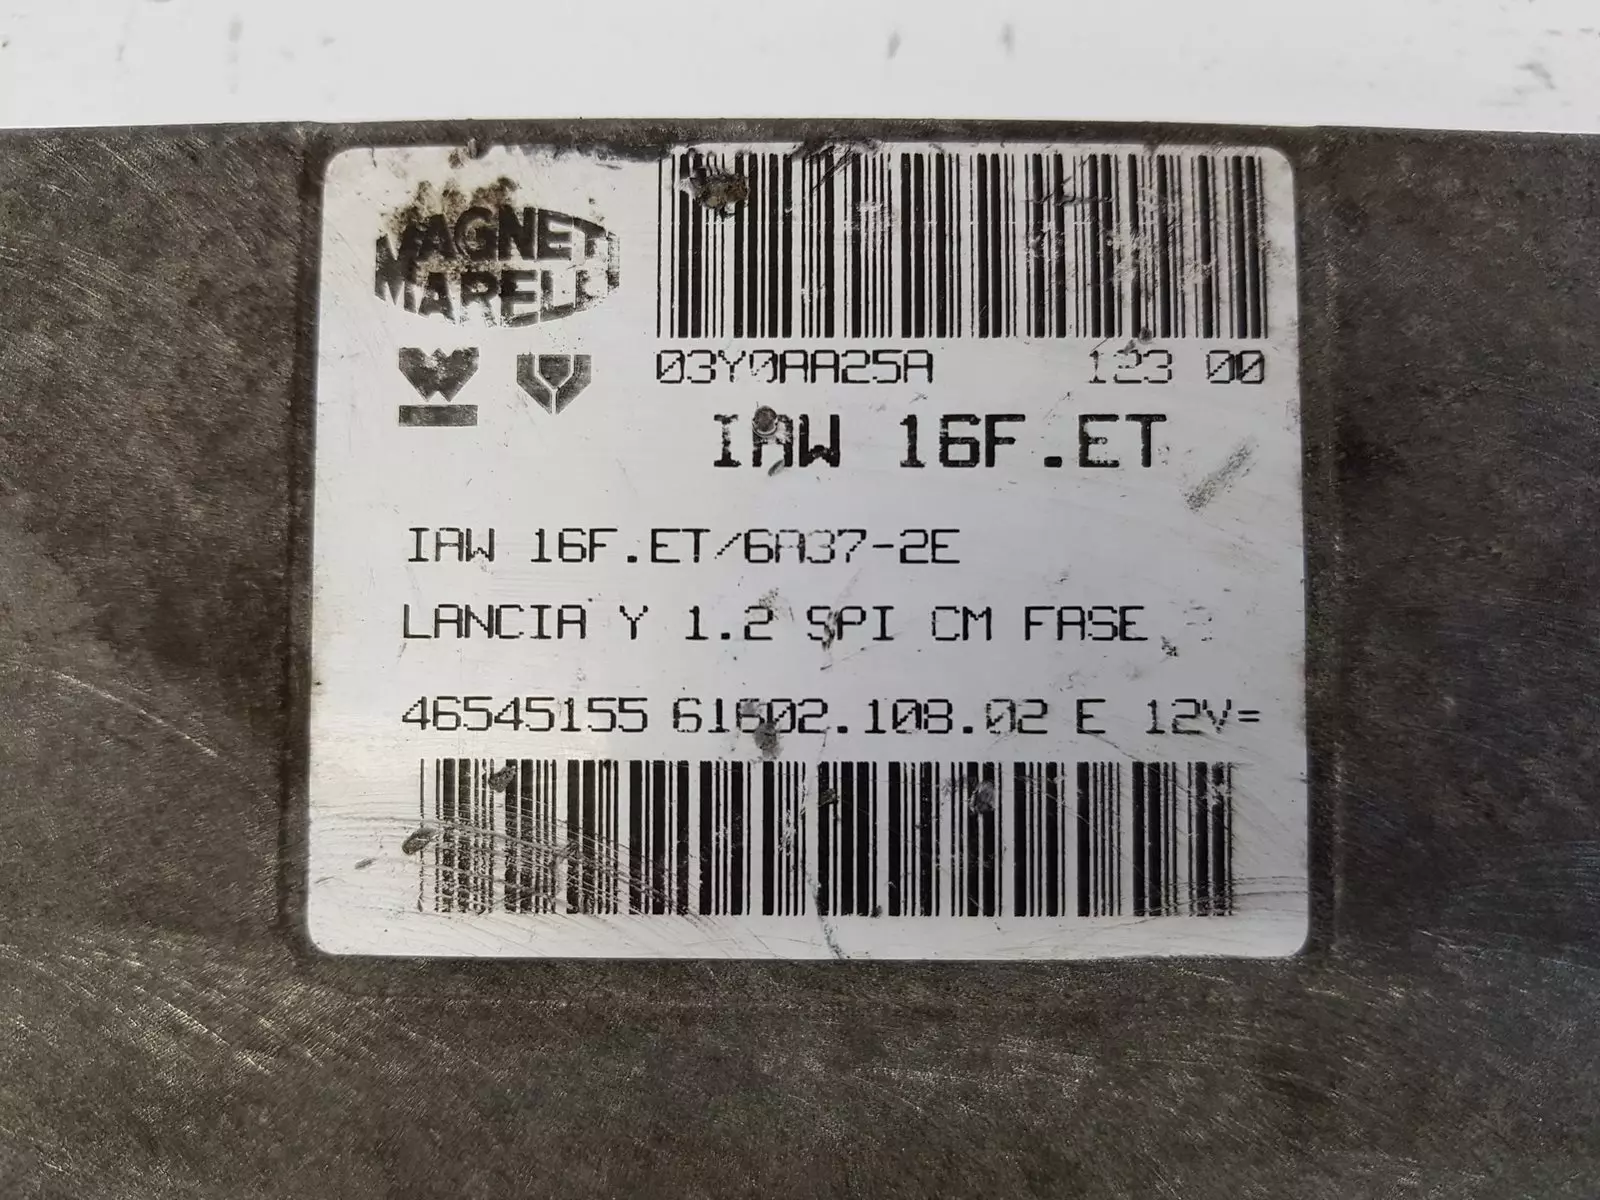 MAGNETI
MARELLI
03Y0AA25A 123 00
IAW 16F.ET
IAW 16F.ET/6A37-2E
LANCIA Y 1.2 SPI CM FASE
46545155 61602.108.02 E 12V=